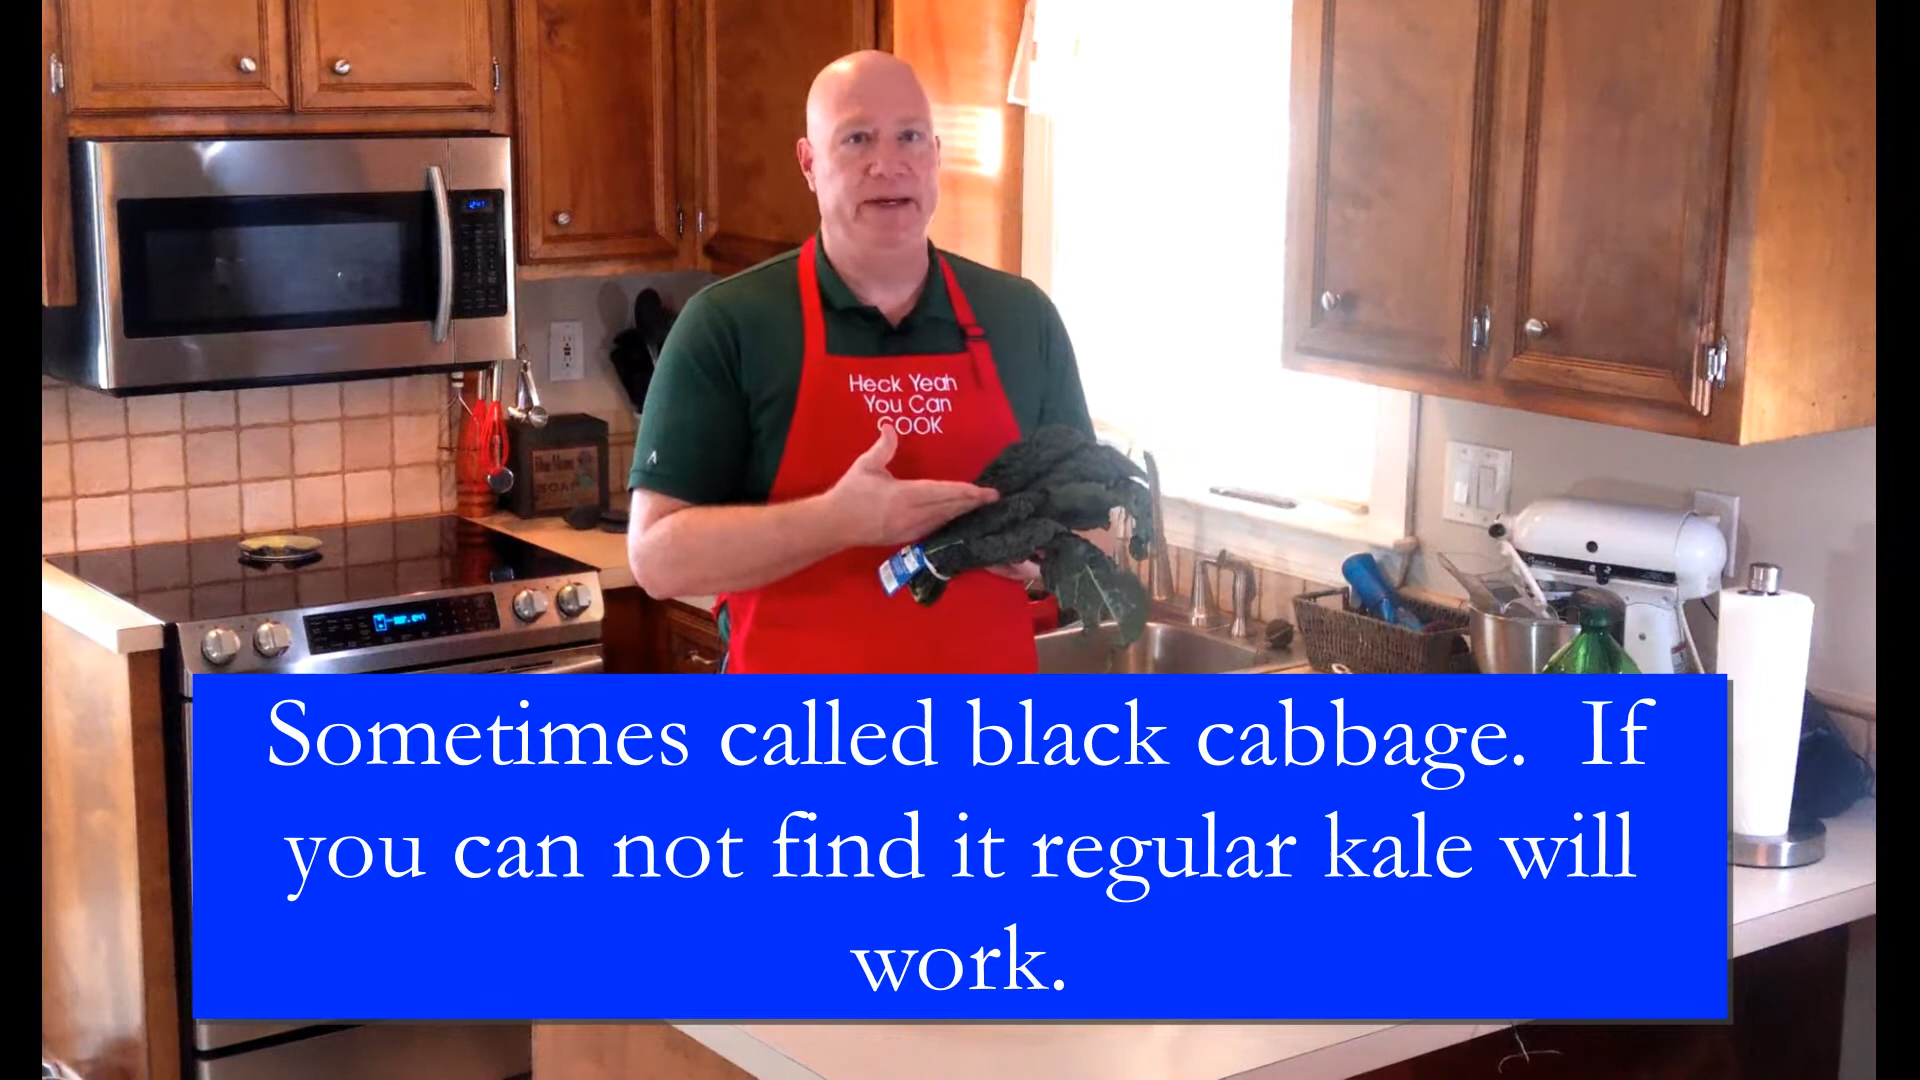 Heck Yeah
You Can
COOK
Sometimes called black cabbage.  If
you can not find it regular kale will
work.